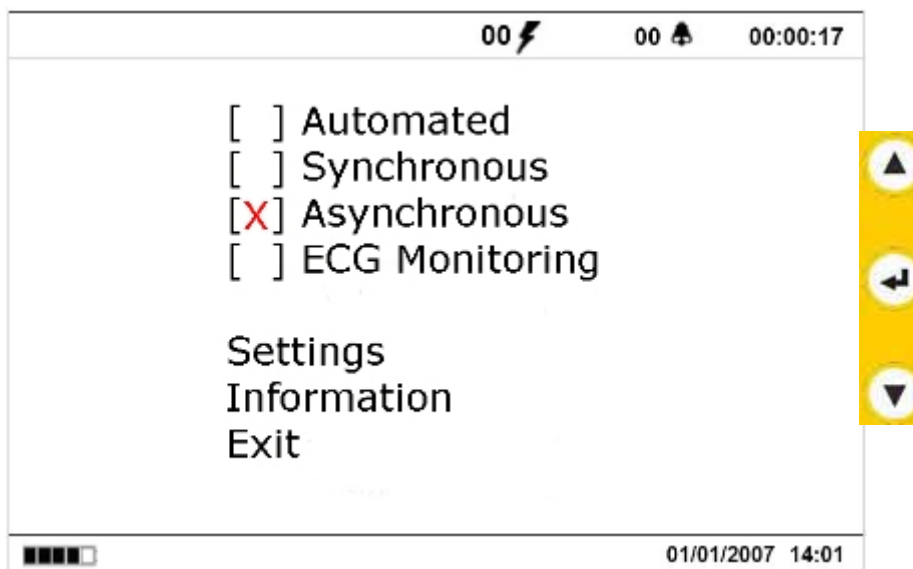 00 00 00:00:17
[ ] Automated
[ ] Synchronous
[X] Asynchronous
[ ] ECG Monitoring
Settings
Information
Exit
01/01/2007 14:01